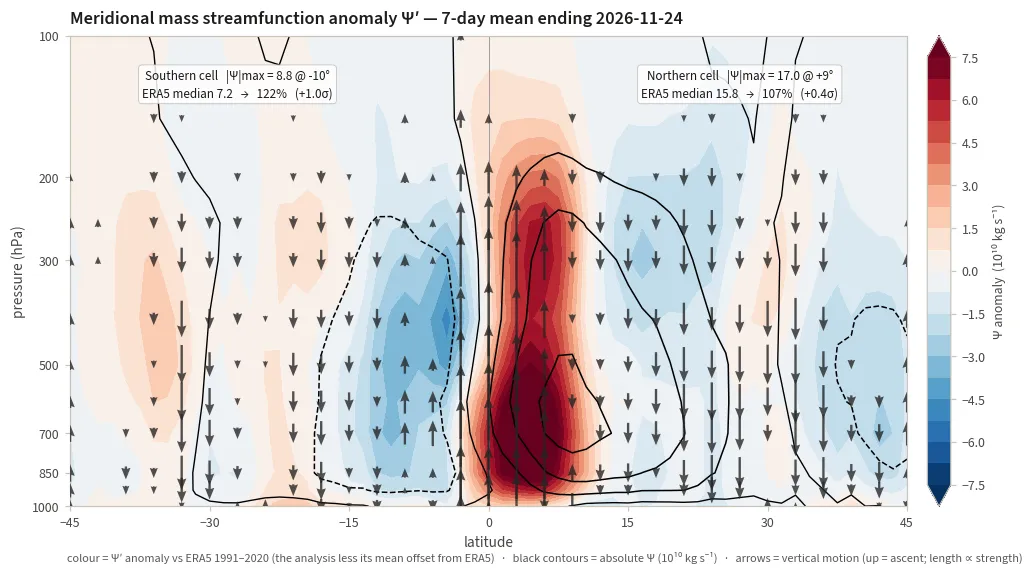 Meridional mass streamfunction anomaly Ψ′ — 7-day mean ending 2026-11-24
100
200
300
500
700
850
1000
pressure (hPa)
Southern cell |Ψ|max = 8.8 @ -10°
ERA5 median 7.2 → 122% (+1.0σ)
Northern cell |Ψ|max = 17.0 @ +9°
ERA5 median 15.8 → 107% (+0.4σ)
−45
−30
−15
0
15
30
45
latitude
7.5
6.0
4.5
3.0
1.5
0.0
−1.5
−3.0
−4.5
−6.0
−7.5
Ψ anomaly (10¹⁰ kg s⁻¹)
colour = Ψ′ anomaly vs ERA5 1991–2020 (the analysis less its mean offset from ERA5) · black contours = absolute Ψ (10¹⁰ kg s⁻¹) · arrows = vertical motion (up = ascent; length ∝ strength)